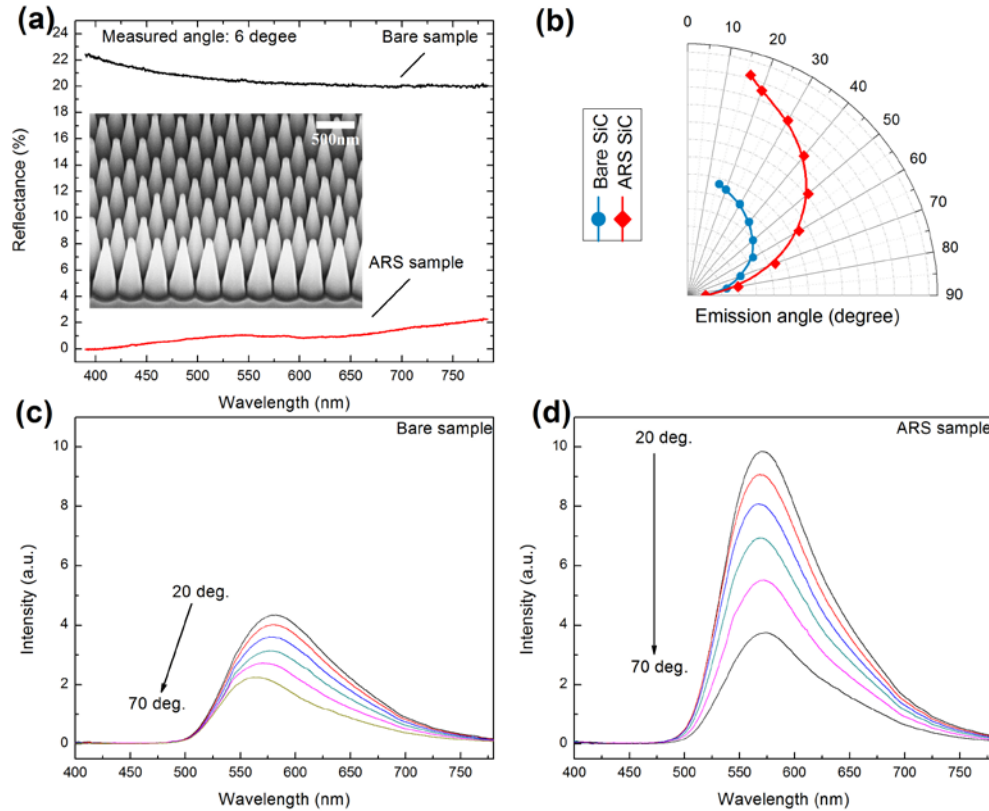 (a)
Measured angle: 6 degee
Bare sample
500nm
ARS sample
Reflectance (%)
24
22
20
18
16
14
12
10
8
6
4
2
0
400 450 500 550 600 650 700 750
Wavelength (nm)
(b)
0 10 20 30 40 50 60 70 80 90
Bare SiC
ARS SiC
Emission angle (degree)
(c)
Bare sample
20 deg.
70 deg.
Intensity (a.u.)
10
8
6
4
2
0
400 450 500 550 600 650 700 750
Wavelength (nm)
(d)
ARS sample
20 deg.
70 deg.
Intensity (a.u.)
10
8
6
4
2
0
400 450 500 550 600 650 700 750
Wavelength (nm)